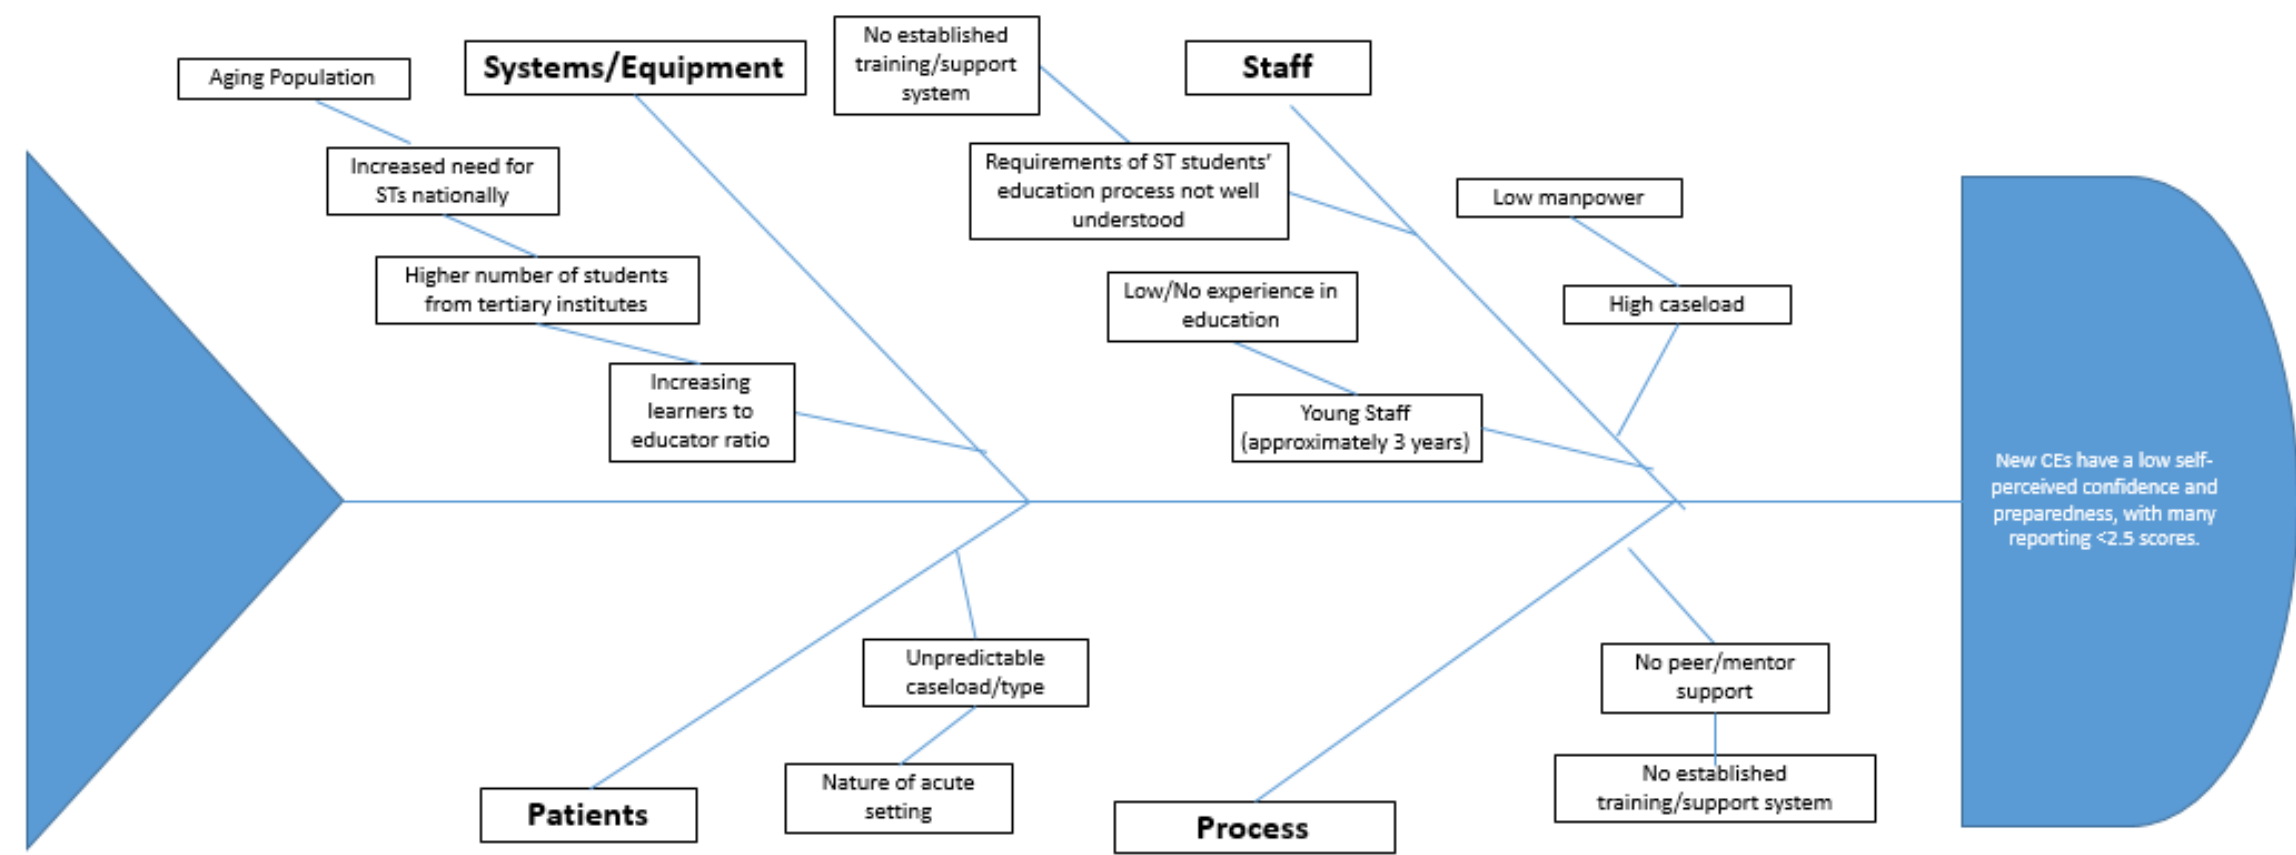 Aging Population
Systems/Equipment
No established
training/support
system
Staff
Increased need for
STs nationally
Requirements of ST students’
education process not well
understood
Low manpower
Higher number of students
from tertiary institutes
Low/No experience in
education
High caseload
Increasing
learners to
educator ratio
Young Staff
(approximately 3 years)
New CEs have a low self-
perceived confidence and
preparedness, with many
reporting <2.5 scores.
Unpredictable
caseload/type
No peer/mentor
support
Nature of acute
setting
No established
training/support system
Patients
Process